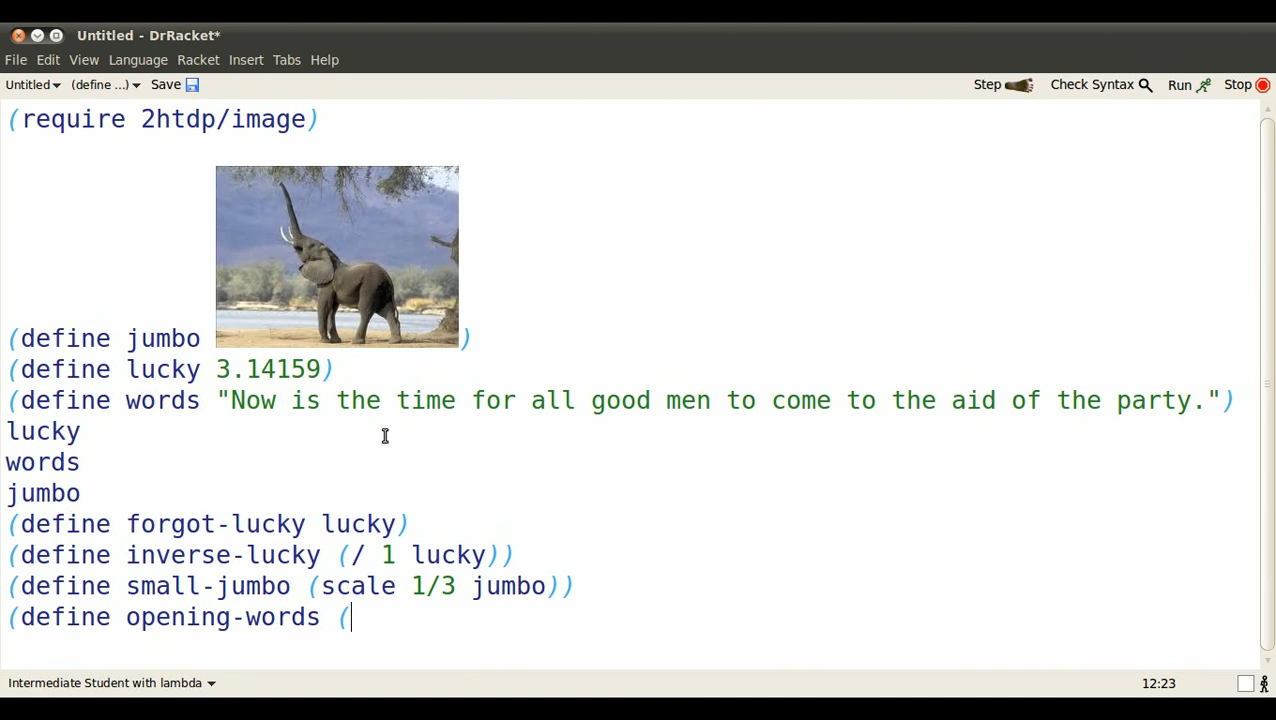 Untitled - DrRacket*
File Edit View Language Racket Insert Tabs Help
Untitled (define ...) Save Step Check Syntax Run Stop
(require 2htdp/image)
(define jumbo )
(define lucky 3.14159)
(define words "Now is the time for all good men to come to the aid of the party.")
lucky
words
jumbo
(define forgot-lucky lucky)
(define inverse-lucky (/ 1 lucky))
(define small-jumbo (scale 1/3 jumbo))
(define opening-words (
Intermediate Student with lambda 12:23